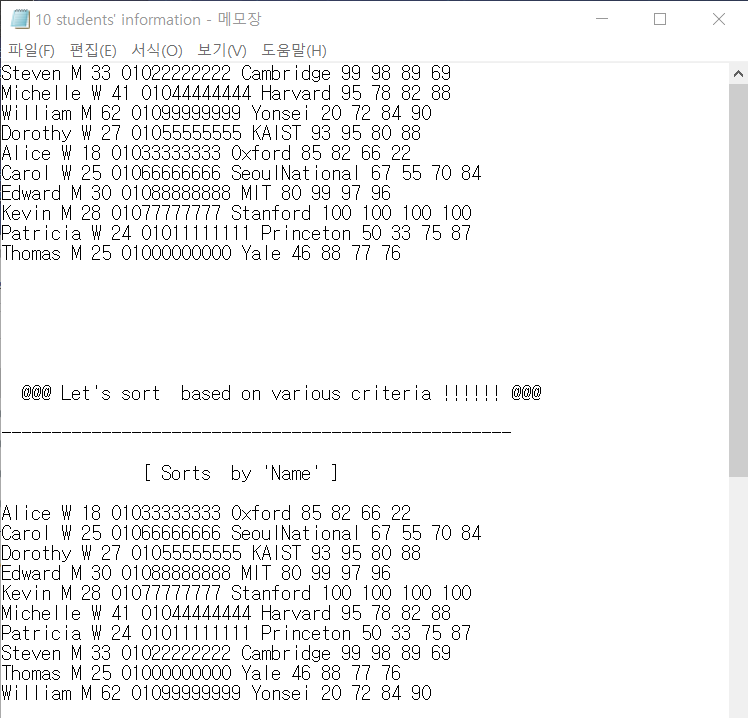 10 students' information - 메모장
파일(F) 편집(E) 서식(O) 보기(V) 도움말(H)
Steven M 33 01022222222 Cambridge 99 98 89 69
Michelle W 41 01044444444 Harvard 95 78 82 88
William M 62 01099999999 Yonsei 20 72 84 90
Dorothy W 27 01055555555 KAIST 93 95 80 88
Alice W 18 01033333333 Oxford 85 82 66 22
Carol W 25 01066666666 SeoulNational 67 55 70 84
Edward M 30 01088888888 MIT 80 99 97 96
Kevin M 28 01077777777 Stanford 100 100 100 100
Patricia W 24 01011111111 Princeton 50 33 75 87
Thomas M 25 01000000000 Yale 46 88 77 76
@@@ Let's sort  based on various criteria !!!!!! @@@
---------------------------------------------------
[ Sorts  by 'Name' ]
Alice W 18 01033333333 Oxford 85 82 66 22
Carol W 25 01066666666 SeoulNational 67 55 70 84
Dorothy W 27 01055555555 KAIST 93 95 80 88
Edward M 30 01088888888 MIT 80 99 97 96
Kevin M 28 01077777777 Stanford 100 100 100 100
Michelle W 41 01044444444 Harvard 95 78 82 88
Patricia W 24 01011111111 Princeton 50 33 75 87
Steven M 33 01022222222 Cambridge 99 98 89 69
Thomas M 25 01000000000 Yale 46 88 77 76
William M 62 01099999999 Yonsei 20 72 84 90